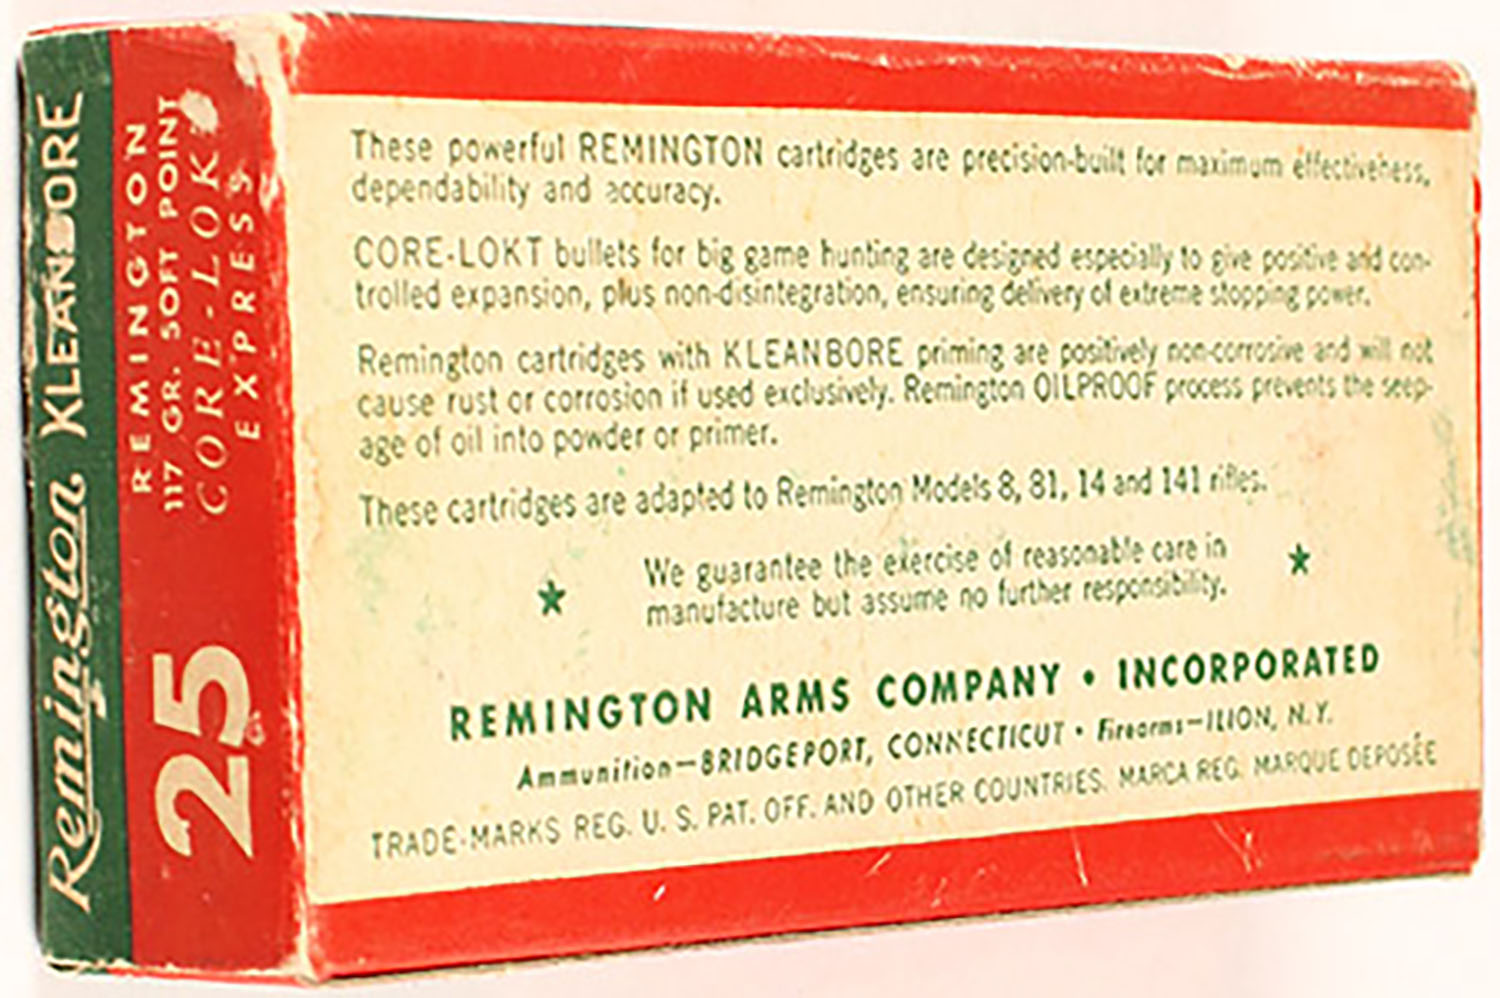 Remington KLEANBORE
25
REMINGTON
117 GR. SOFT POINT
CORE-LOKT
EXPRESS
These powerful REMINGTON cartridges are precision-built for maximum effectiveness,
dependability and accuracy.
CORE-LOKT bullets for big game hunting are designed especially to give positive and con-
trolled expansion, plus non-disintegration, ensuring delivery of extreme stopping power.
Remington cartridges with KLEANBORE priming are positively non-corrosive and will not
cause rust or corrosion if used exclusively. Remington OILPROOF process prevents the seep-
age of oil into powder or primer.
These cartridges are adapted to Remington Models 8, 81, 14 and 141 rifles.
We guarantee the exercise of reasonable care in
manufacture but assume no further responsibility.
REMINGTON ARMS COMPANY • INCORPORATED
Ammunition—BRIDGEPORT, CONNECTICUT • Firearms—ILION, N.Y.
TRADE-MARKS REG. U. S. PAT. OFF. AND OTHER COUNTRIES. MARCA REG. MARQUE DEPOSÉE